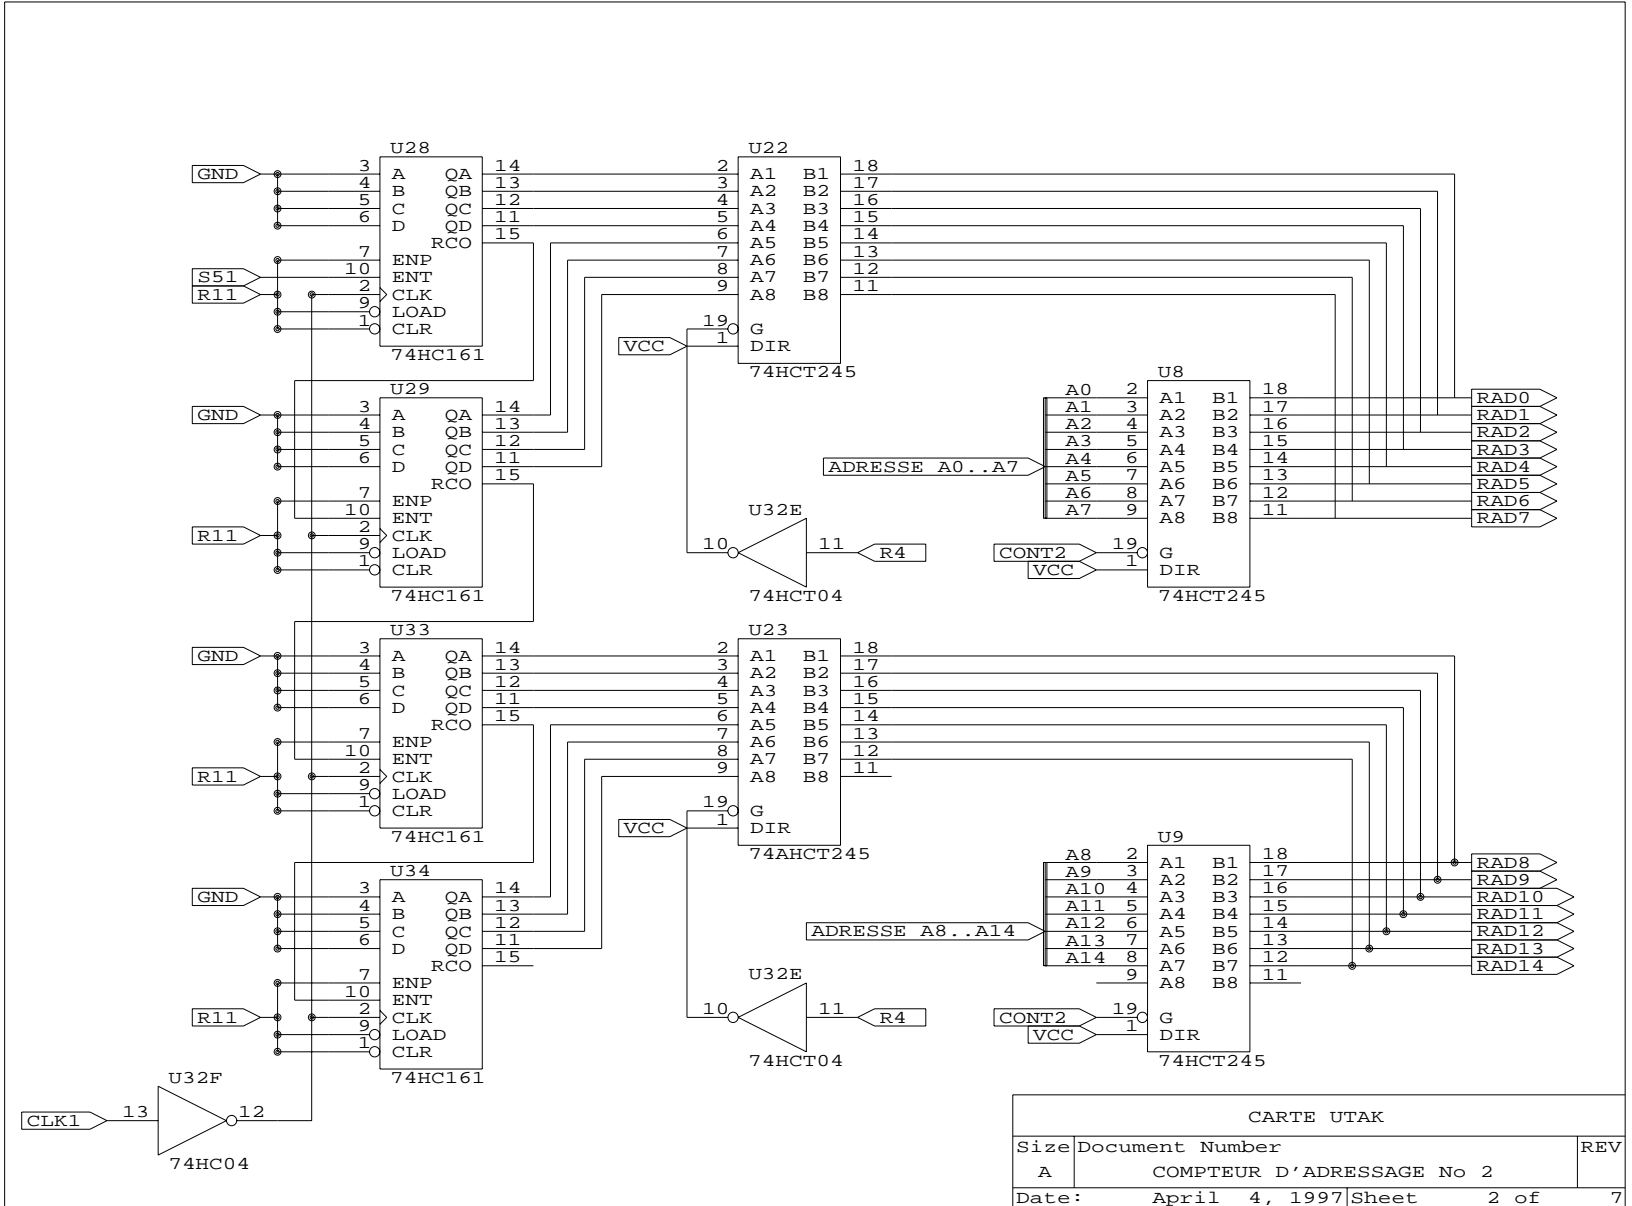 U28
GND
3 A QA 14
4 B QB 13
5 C QC 12
6 D QD 11
RCO 15
7 ENP
S51 10 ENT
R11 2 CLK
9 LOAD
1 CLR
74HC161
U22
2 A1 B1 18
3 A2 B2 17
4 A3 B3 16
5 A4 B4 15
6 A5 B5 14
7 A6 B6 13
8 A7 B7 12
9 A8 B8 11
19 G
VCC 1 DIR
74HCT245
U29
GND
3 A QA 14
4 B QB 13
5 C QC 12
6 D QD 11
RCO 15
7 ENP
10 ENT
R11 2 CLK
9 LOAD
1 CLR
74HC161
U32E
10 11 R4
74HCT04
U8
A0 2 A1 B1 18 RAD0
A1 3 A2 B2 17 RAD1
A2 4 A3 B3 16 RAD2
A3 5 A4 B4 15 RAD3
ADRESSE A0..A7 A4 6 A5 B5 14 RAD4
A5 7 A6 B6 13 RAD5
A6 8 A7 B7 12 RAD6
A7 9 A8 B8 11 RAD7
CONT2 19 G
VCC 1 DIR
74HCT245
U33
GND
3 A QA 14
4 B QB 13
5 C QC 12
6 D QD 11
RCO 15
7 ENP
10 ENT
R11 2 CLK
9 LOAD
1 CLR
74HC161
U23
2 A1 B1 18
3 A2 B2 17
4 A3 B3 16
5 A4 B4 15
6 A5 B5 14
7 A6 B6 13
8 A7 B7 12
9 A8 B8 11
19 G
VCC 1 DIR
74AHCT245
U34
GND
3 A QA 14
4 B QB 13
5 C QC 12
6 D QD 11
RCO 15
7 ENP
10 ENT
R11 2 CLK
9 LOAD
1 CLR
74HC161
U32E
10 11 R4
74HCT04
U9
A8 2 A1 B1 18 RAD8
A9 3 A2 B2 17 RAD9
A10 4 A3 B3 16 RAD10
A11 5 A4 B4 15 RAD11
ADRESSE A8..A14 A12 6 A5 B5 14 RAD12
A13 7 A6 B6 13 RAD13
A14 8 A7 B7 12 RAD14
9 A8 B8 11
CONT2 19 G
VCC 1 DIR
74HCT245
U32F
CLK1 13 12
74HC04
CARTE UTAK
Size Document Number REV
A COMPTEUR D'ADRESSAGE No 2
Date: April 4, 1997 Sheet 2 of 7